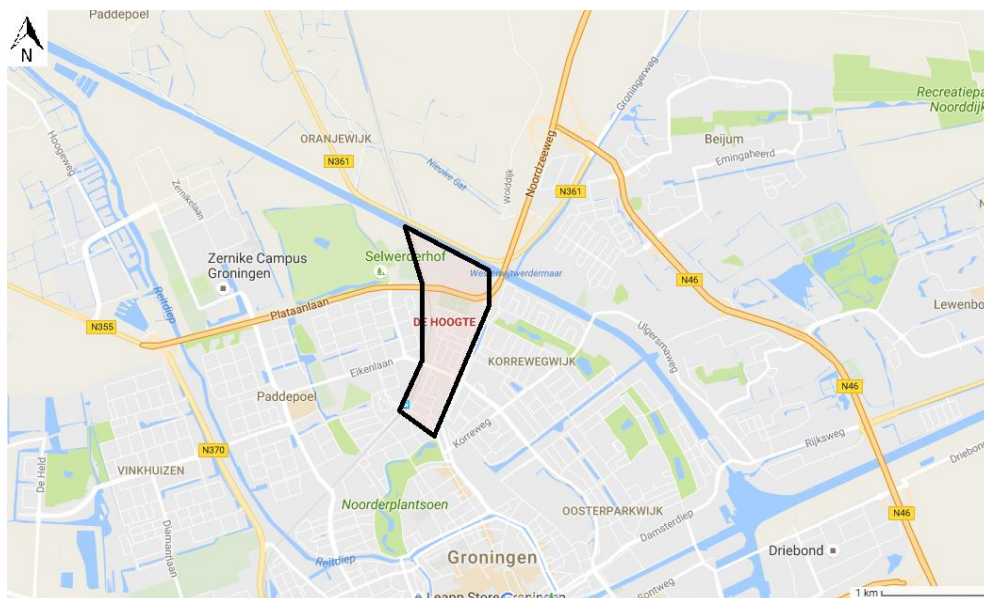 Paddepoel
N
Recreatiepa
Noorddijk
Groningerweg
ORANJEWIJK
Beijum
Emingaheerd
Hoogeweg
N361
Nieuwe Gat
Noordzeeweg
Wolddijk
N361
Zernikelaan
Selwerderhof
Zernike Campus
Groningen
N46
Reitdiep
Plataanlaan
Lewenbo
DE HOOGTE
N355
Ulgersmaweg
KORREWEGWIJK
Eikenlaan
Paddepoel
N46
Korreweg
Rijksweg
N370
De Held
VINKHUIZEN
Driebond
Noorderplantsoen
OOSTERPARKWIJK
N46
Diamantlaan
Damsterdiep
Reitdiep
Groningen
Driebond
Sontweg
1 km